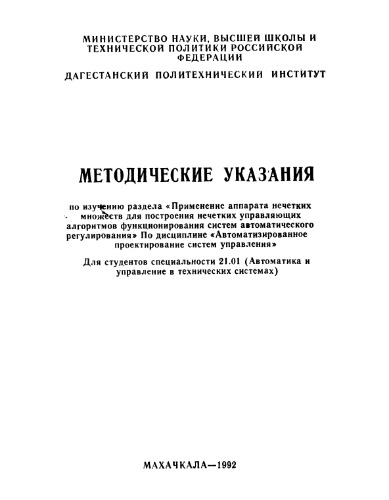 МИНИСТЕРСТВО НАУКИ, ВЫСШЕЙ ШКОЛЫ И
ТЕХНИЧЕСКОЙ ПОЛИТИКИ РОССИЙСКОЙ
ФЕДЕРАЦИИ
ДАГЕСТАНСКИЙ ПОЛИТЕХНИЧЕСКИЙ ИНСТИТУТ
МЕТОДИЧЕСКИЕ УКАЗАНИЯ
по изучению раздела «Применение аппарата нечетких
множеств для построения нечетких управляющих
алгоритмов функционирования систем автоматического
регулирования» По дисциплине «Автоматизированное
проектирование систем управления»
Для студентов специальности 21.01 (Автоматика и
управление в технических системах)
МАХАЧКАЛА—1992